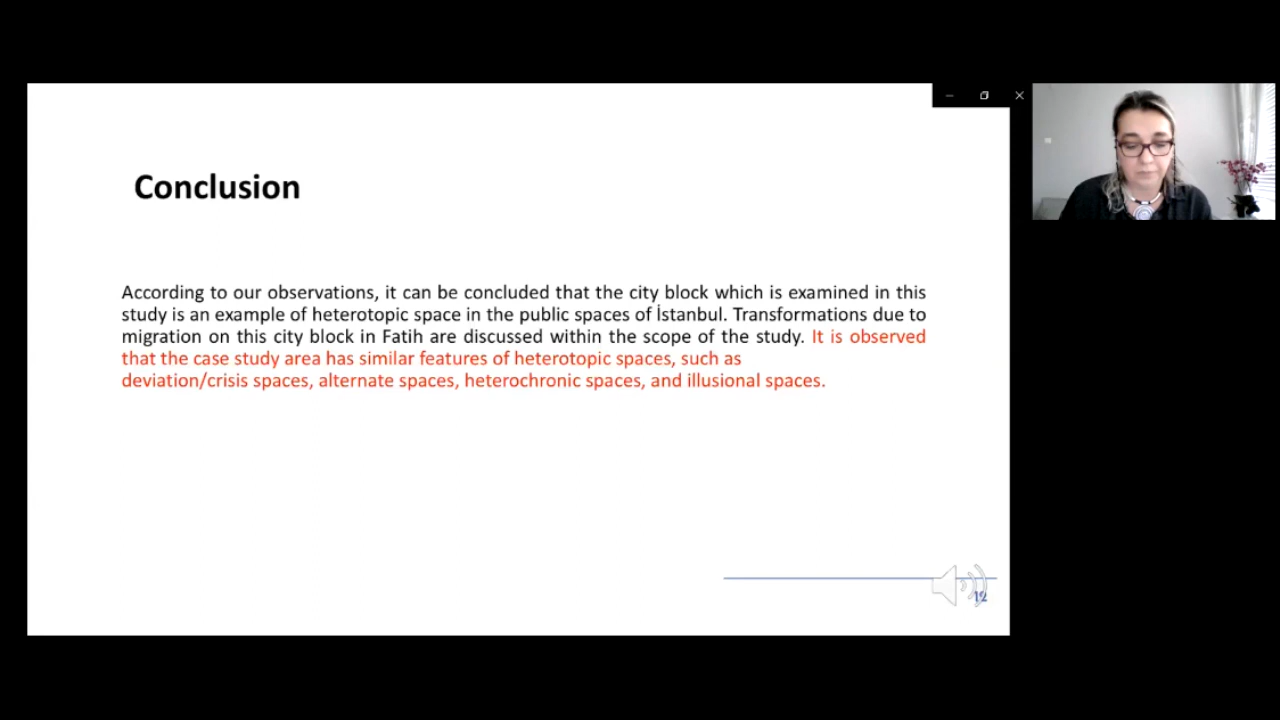 Conclusion
According to our observations, it can be concluded that the city block which is examined in this
study is an example of heterotopic space in the public spaces of İstanbul. Transformations due to
migration on this city block in Fatih are discussed within the scope of the study. It is observed
that the case study area has similar features of heterotopic spaces, such as
deviation/crisis spaces, alternate spaces, heterochronic spaces, and illusional spaces.
12